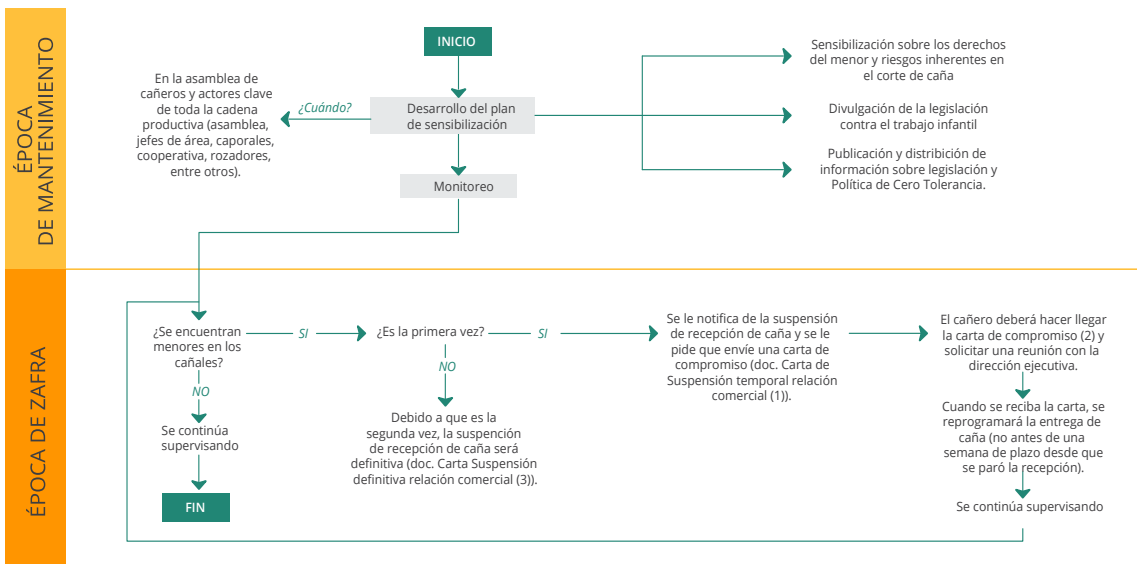 ÉPOCA
DE MANTENIMIENTO
INICIO
En la asamblea de
cañeros y actores clave
de toda la cadena
productiva (asamblea,
jefes de área, caporales,
cooperativa, rozadores,
entre otros).
¿Cuándo?
Desarrollo del plan
de sensibilización
Sensibilización sobre los derechos
del menor y riesgos inherentes en
el corte de caña
Divulgación de la legislación
contra el trabajo infantil
Publicación y distribición de
información sobre legislación y
Política de Cero Tolerancia.
Monitoreo
ÉPOCA DE ZAFRA
¿Se encuentran
menores en los
cañales?
SI
¿Es la primera vez?
SI
Se le notifica de la suspensión
de recepción de caña y se le
pide que envíe una carta de
compromiso (doc. Carta de
Suspensión temporal relación
comercial (1)).
El cañero deberá hacer llegar
la carta de compromiso (2) y
solicitar una reunión con la
dirección ejecutiva.
NO
Se continúa
supervisando
FIN
NO
Debido a que es la
segunda vez, la suspención
de recepción de caña será
definitiva (doc. Carta Suspensión
definitiva relación comercial (3)).
Cuando se reciba la carta, se
reprogramará la entrega de
caña (no antes de una
semana de plazo desde que
se paró la recepción).
Se continúa supervisando